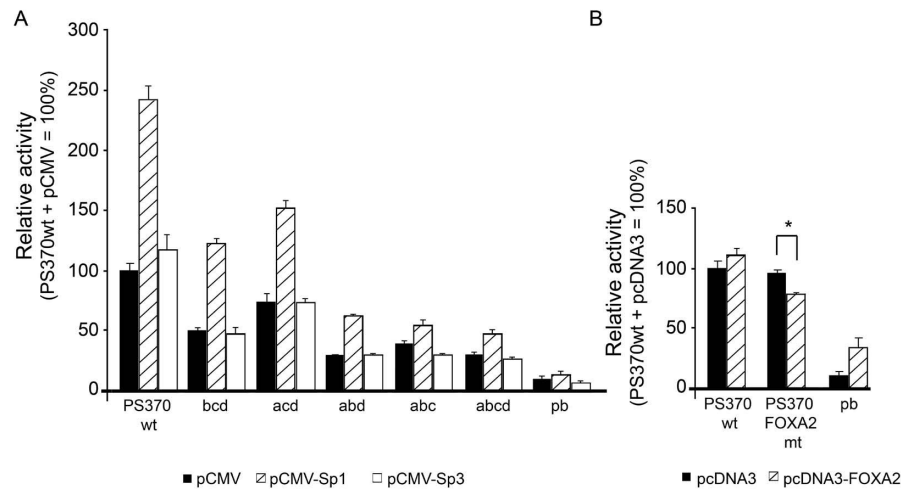 A
Relative activity
(PS370wt + pCMV = 100%)
300
250
200
150
100
50
0
PS370
wt
bcd
acd
abd
abc
abcd
pb
pCMV
pCMV-Sp1
pCMV-Sp3
B
Relative activity
(PS370wt + pcDNA3 = 100%)
150
100
50
0
*
PS370
wt
PS370
FOXA2
mt
pb
pcDNA3
pcDNA3-FOXA2